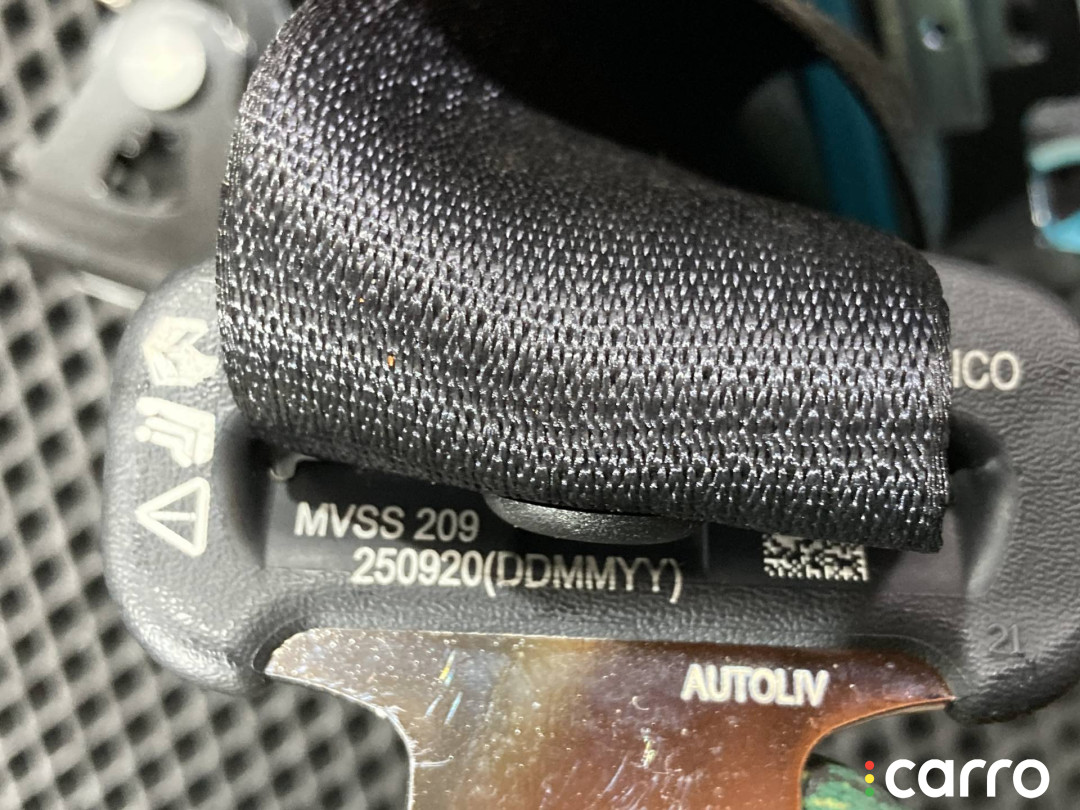 ICO
MVSS 209
250920(DDMMYY)
21
AUTOLIV
carro